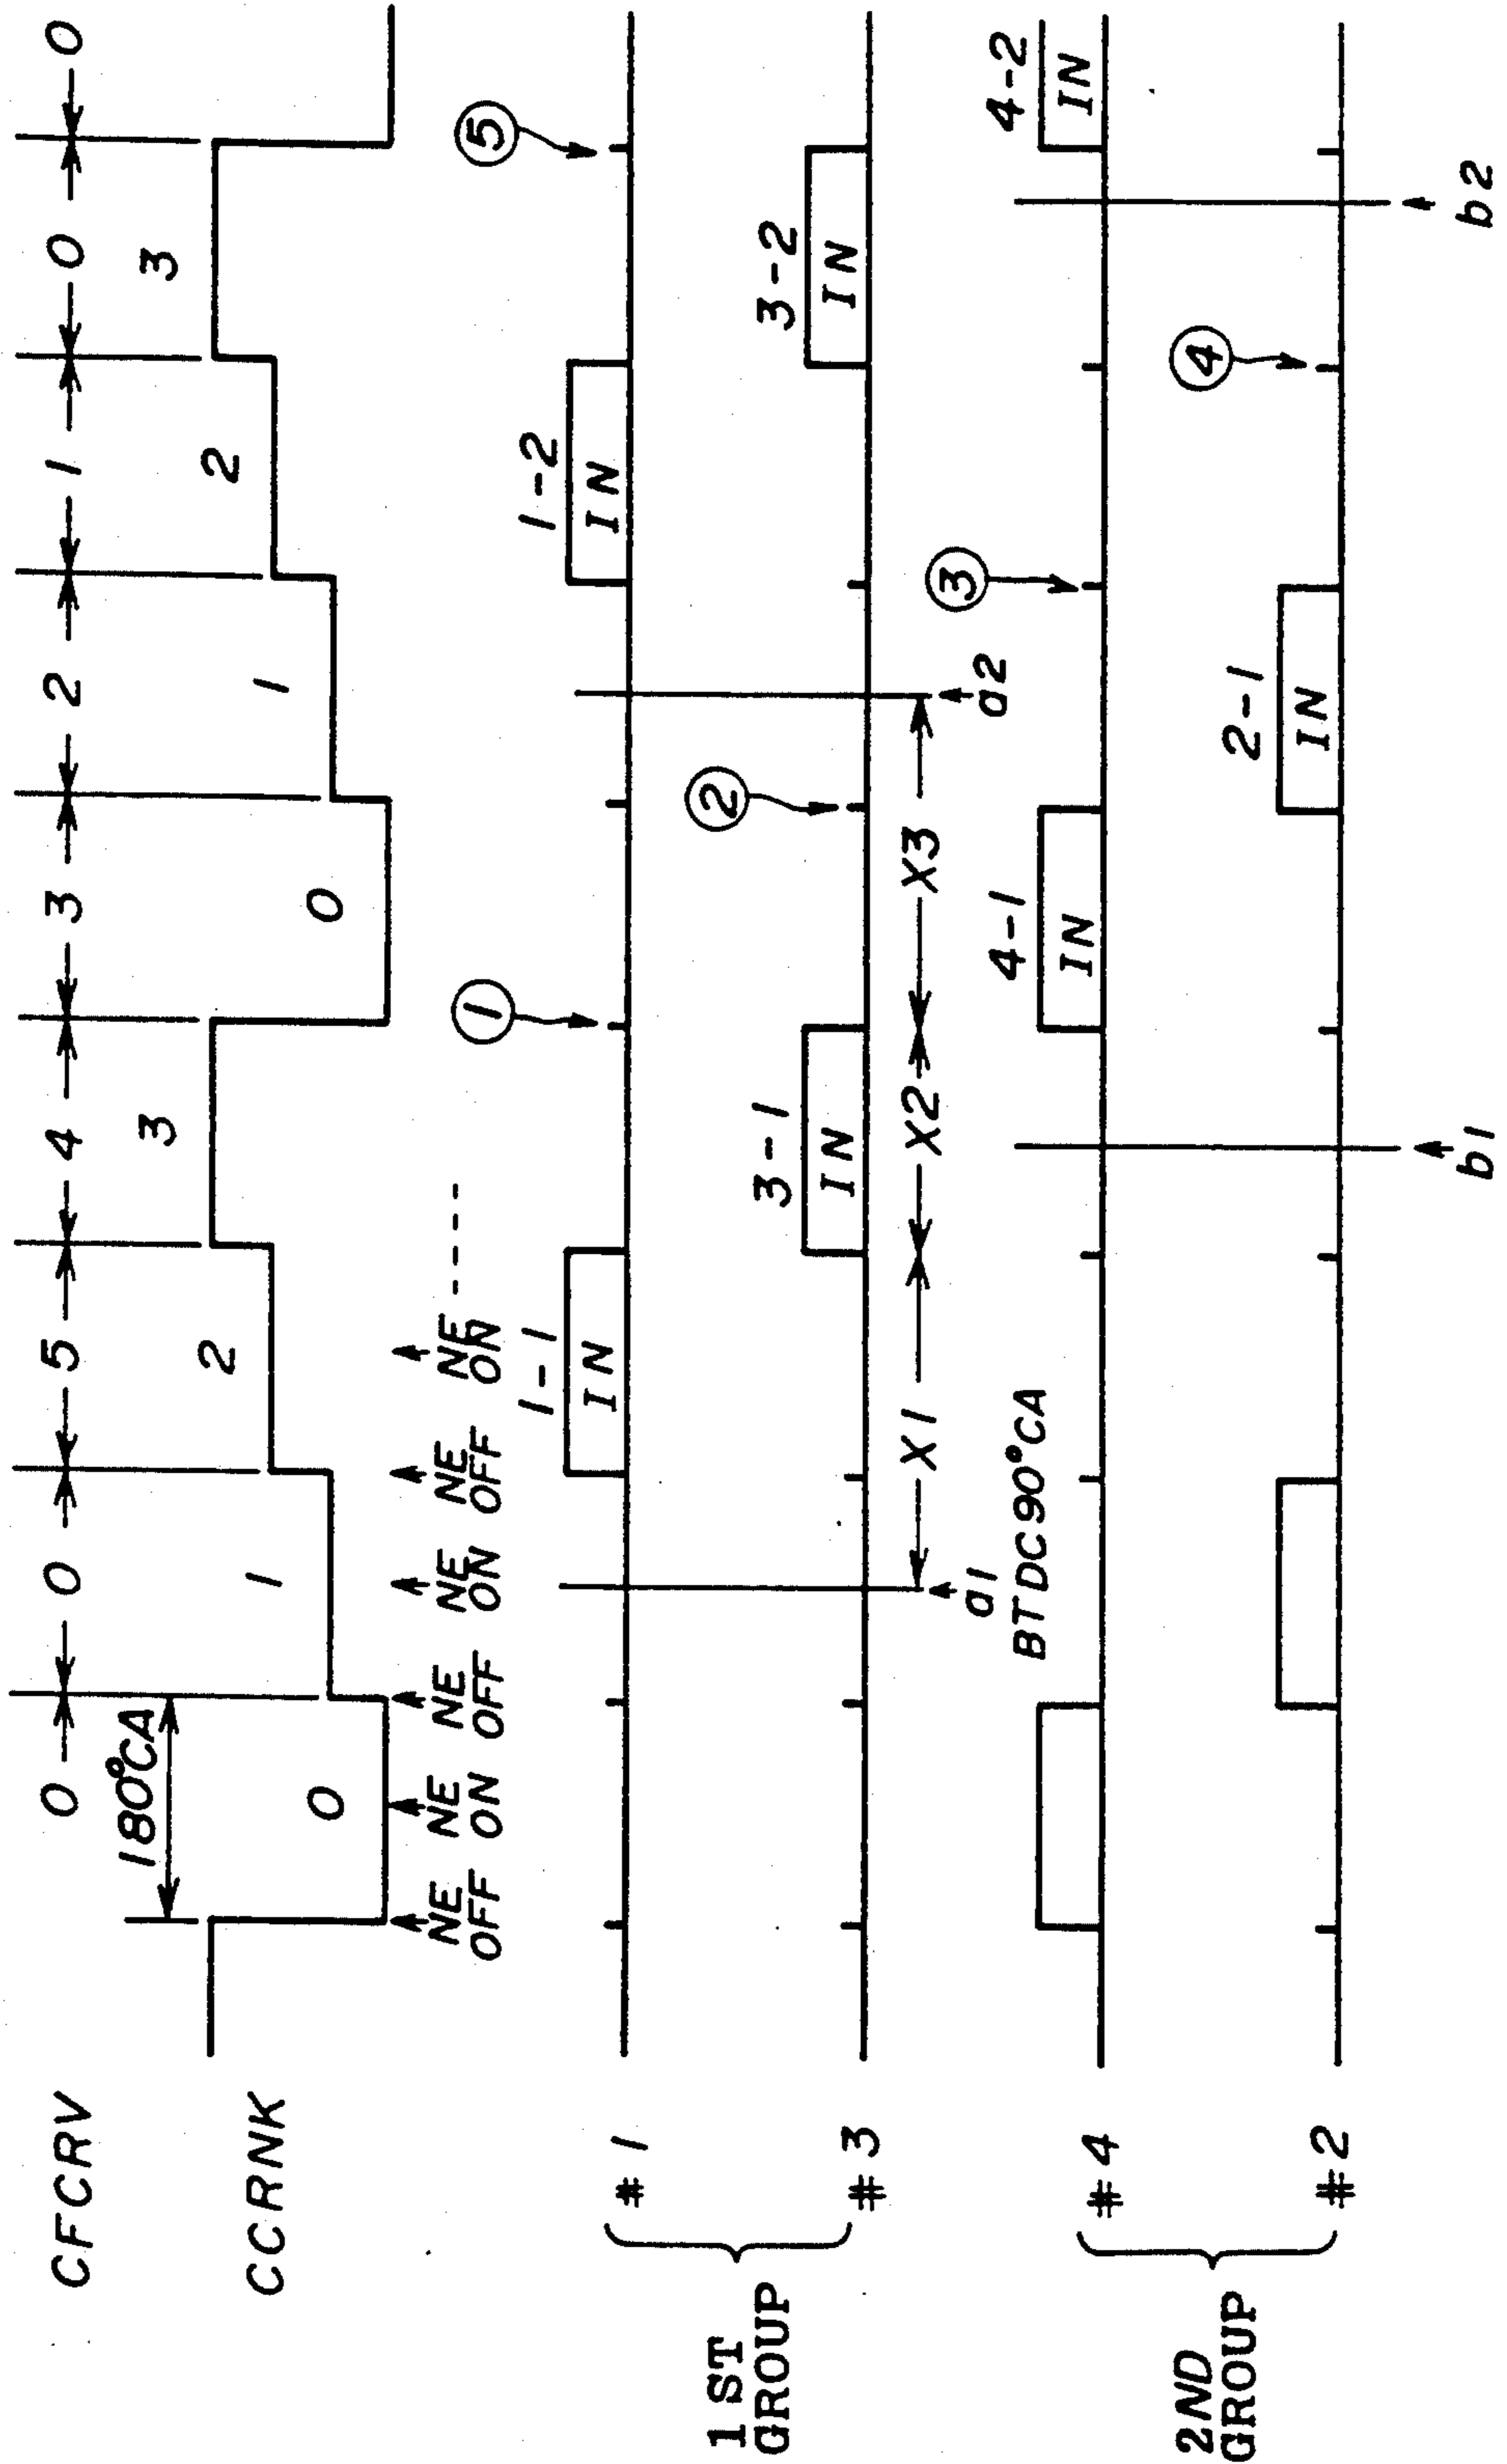 CFCRV 0 0 5 4 3 2 1 0 0
180°CA
CCRNK 0 1 2 3 0 1 2 3
NE OFF
NE ON
NE OFF
NE ON
NE OFF
NE ON
NE ----
1ST GROUP
#1
1-1
IN
①
1-2
IN
⑤
#3
3-1
IN
②
3-2
IN
X1 X2 X3
a1
BTDC90°CA
a2
2ND GROUP
#4
4-1
IN
③
4-2
IN
#2
2-1
IN
④
b1
b2